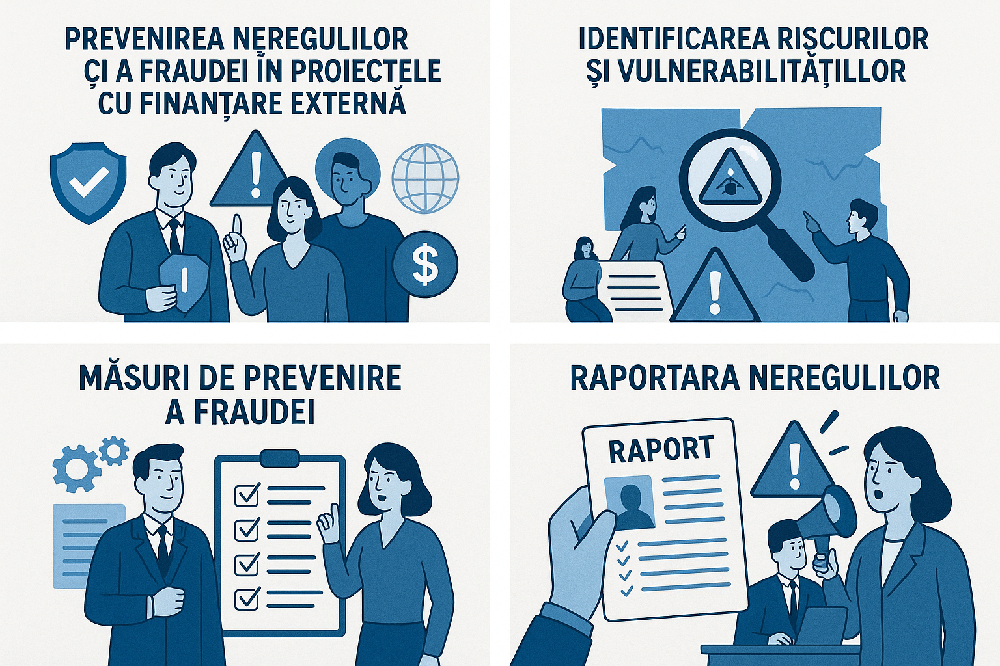 PREVENIREA NEREGULILOR
ÇI A FRAUDEI ÎN PROIECTELE
CU FINANȚARE EXTERNĂ
$
IDENTIFICAREA RIȘCURILOR
ȘI VULNERABILITĂȚILLOR
MĂSURI DE PREVENIRE
A FRAUDEI
RAPORTARA NEREGULILOR
RAPORT